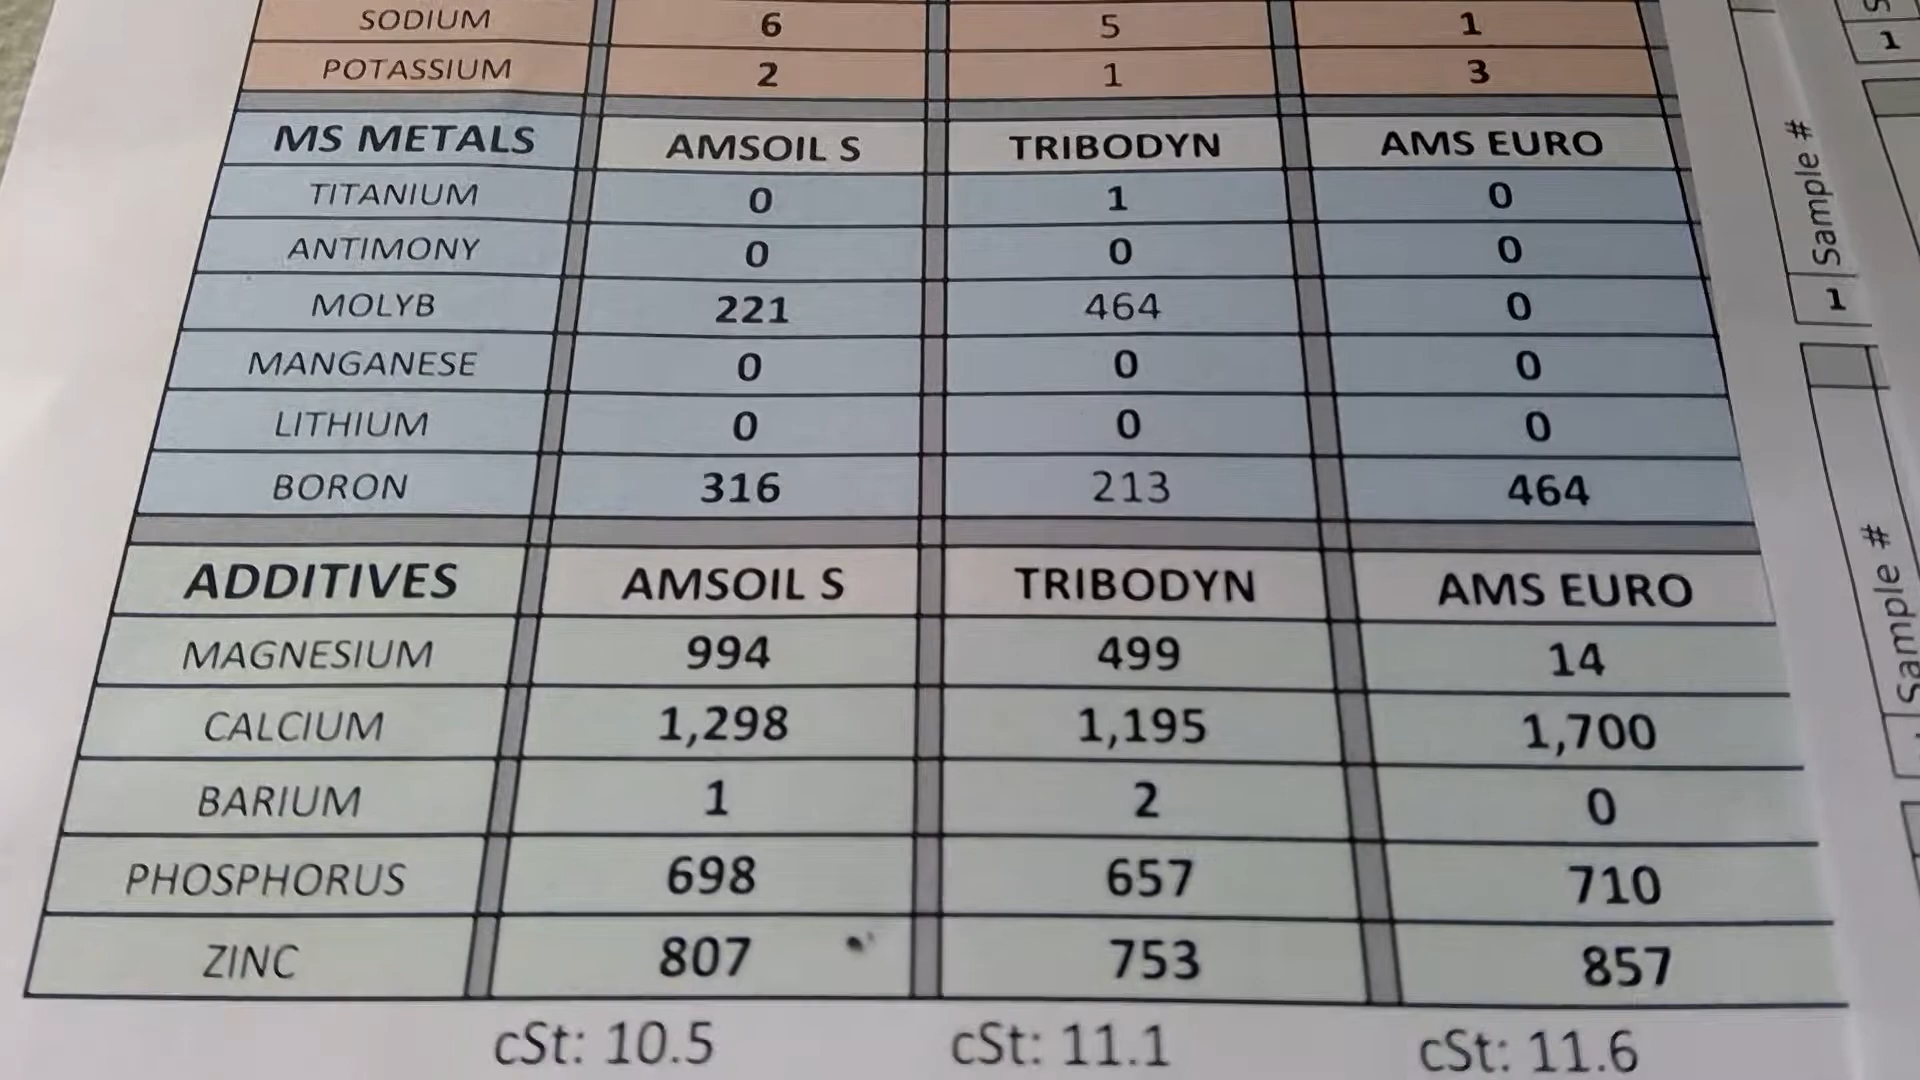 SODIUM 6 5 1
POTASSIUM 2 1 3
MS METALS AMSOIL S TRIBODYN AMS EURO
TITANIUM 0 1 0
ANTIMONY 0 0 0
MOLYB 221 464 0
MANGANESE 0 0 0
LITHIUM 0 0 0
BORON 316 213 464
ADDITIVES AMSOIL S TRIBODYN AMS EURO
MAGNESIUM 994 499 14
CALCIUM 1,298 1,195 1,700
BARIUM 1 2 0
PHOSPHORUS 698 657 710
ZINC 807 753 857
cSt: 10.5 cSt: 11.1 cSt: 11.6
1
Sample #
1
Sample #